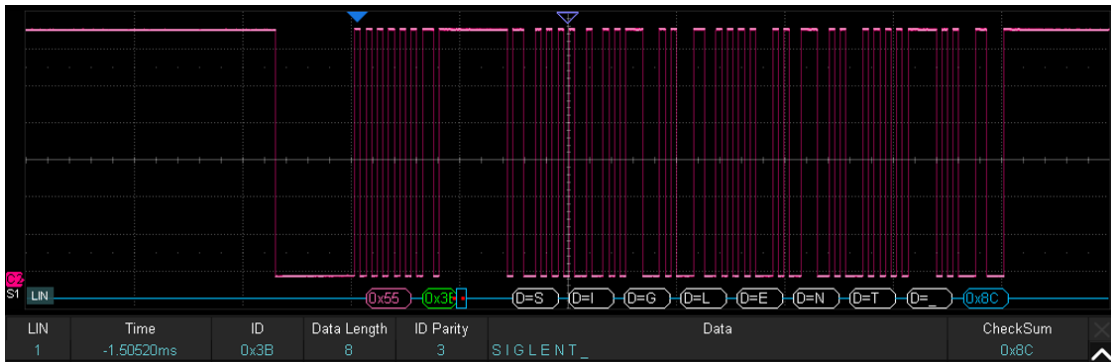 C2
S1 LIN 0x55 0x3B D=S D=I D=G D=L D=E D=N D=T D=_ 0x8C
LIN Time ID Data Length ID Parity Data CheckSum
1 -1.50520ms 0x3B 8 3 SIGLENT_ 0x8C